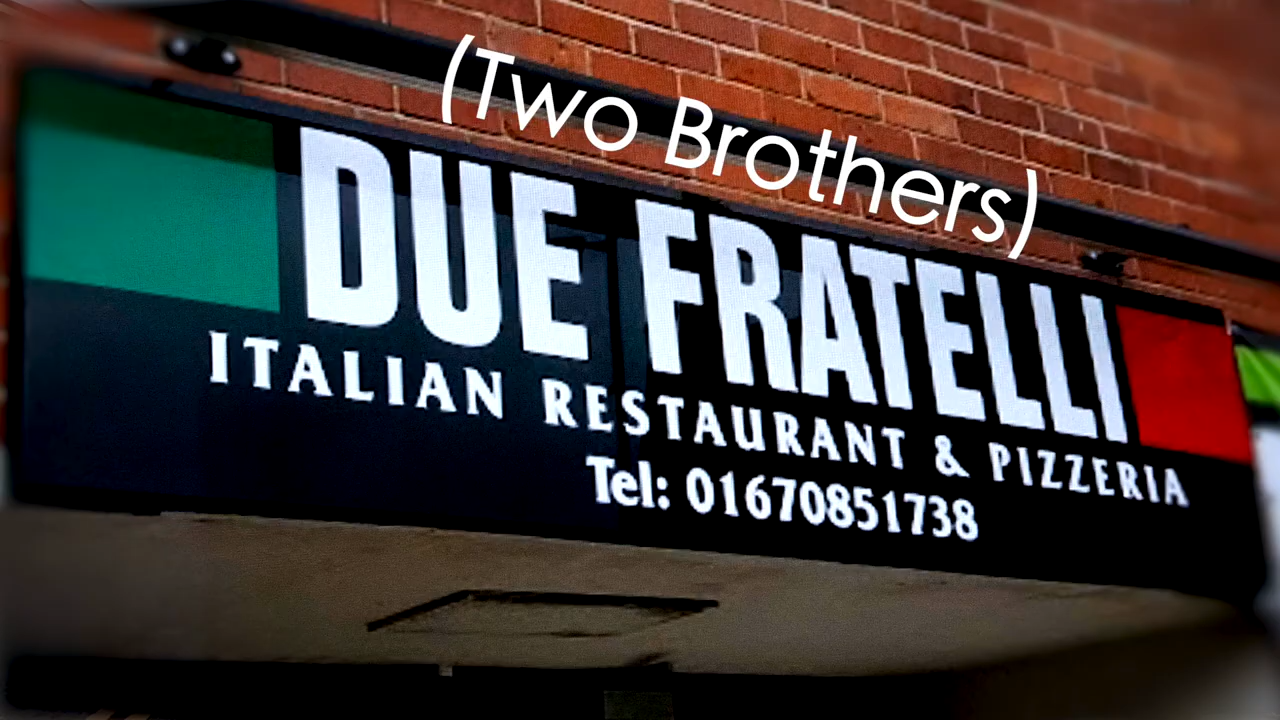 (Two Brothers)
DUE FRATELLI
ITALIAN RESTAURANT & PIZZERIA
Tel: 01670851738